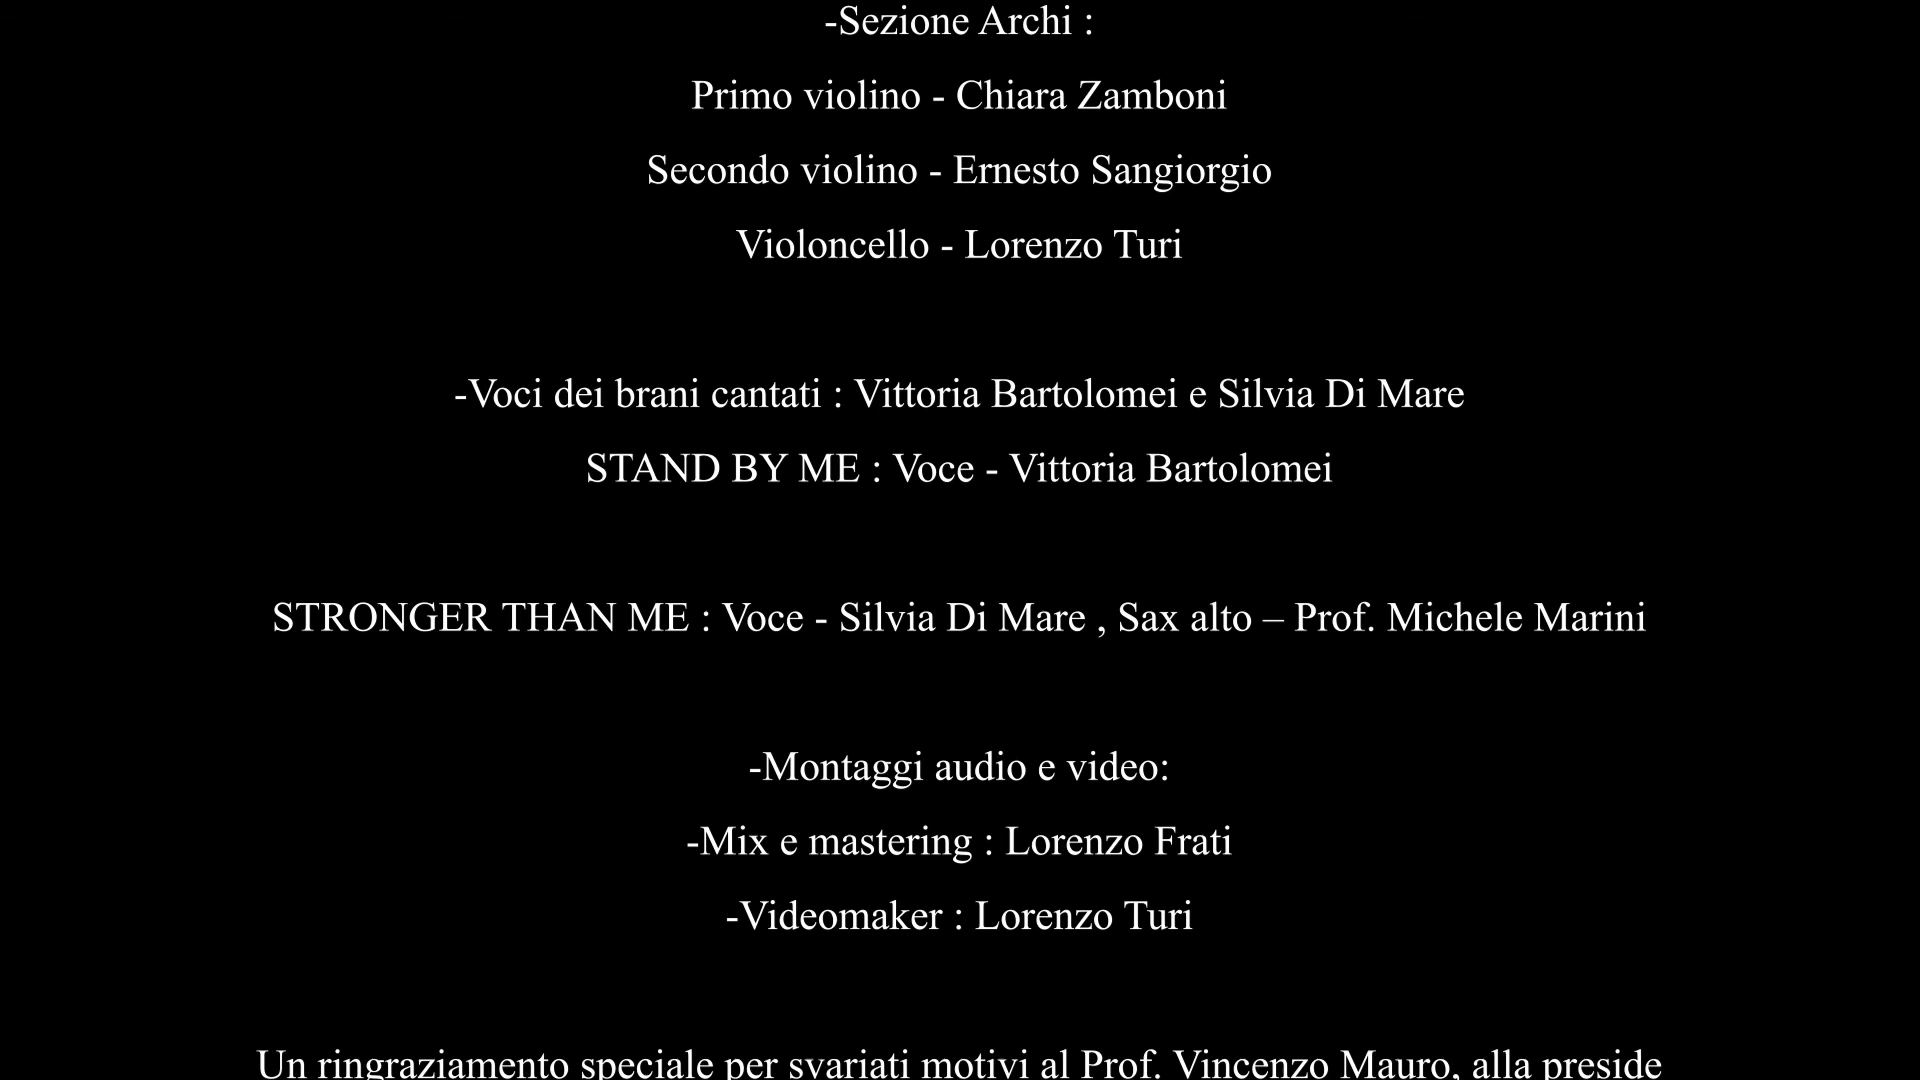 -Sezione Archi :
Primo violino - Chiara Zamboni
Secondo violino - Ernesto Sangiorgio
Violoncello - Lorenzo Turi
-Voci dei brani cantati : Vittoria Bartolomei e Silvia Di Mare
STAND BY ME : Voce - Vittoria Bartolomei
STRONGER THAN ME : Voce - Silvia Di Mare , Sax alto – Prof. Michele Marini
-Montaggi audio e video:
-Mix e mastering : Lorenzo Frati
-Videomaker : Lorenzo Turi
Un ringraziamento speciale per svariati motivi al Prof. Vincenzo Mauro, alla preside